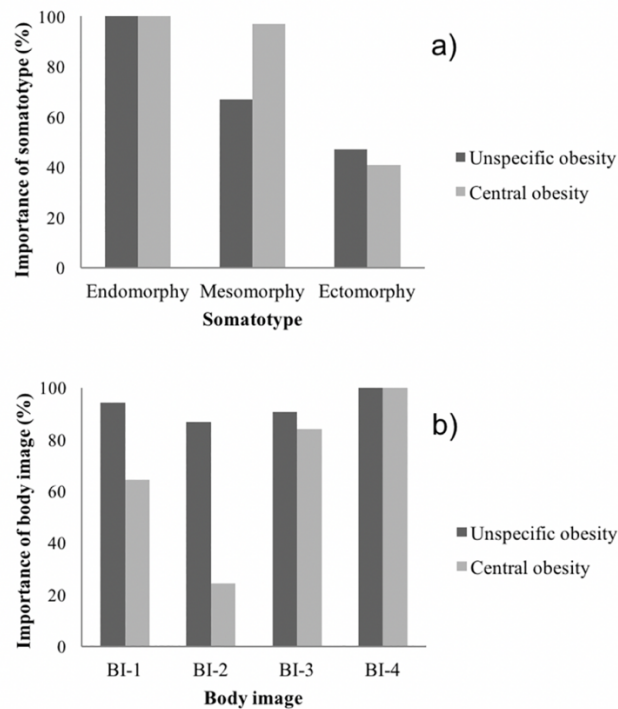 Importance of somatotype (%)
100
80
60
40
20
0
Endomorphy Mesomorphy Ectomorphy
Somatotype
a)
Unspecific obesity
Central obesity
Importance of body image (%)
100
80
60
40
20
0
BI-1 BI-2 BI-3 BI-4
Body image
b)
Unspecific obesity
Central obesity